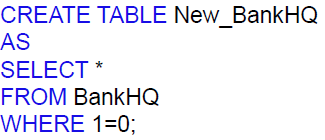 CREATE TABLE New_BankHQ
AS
SELECT *
FROM BankHQ
WHERE 1=0;